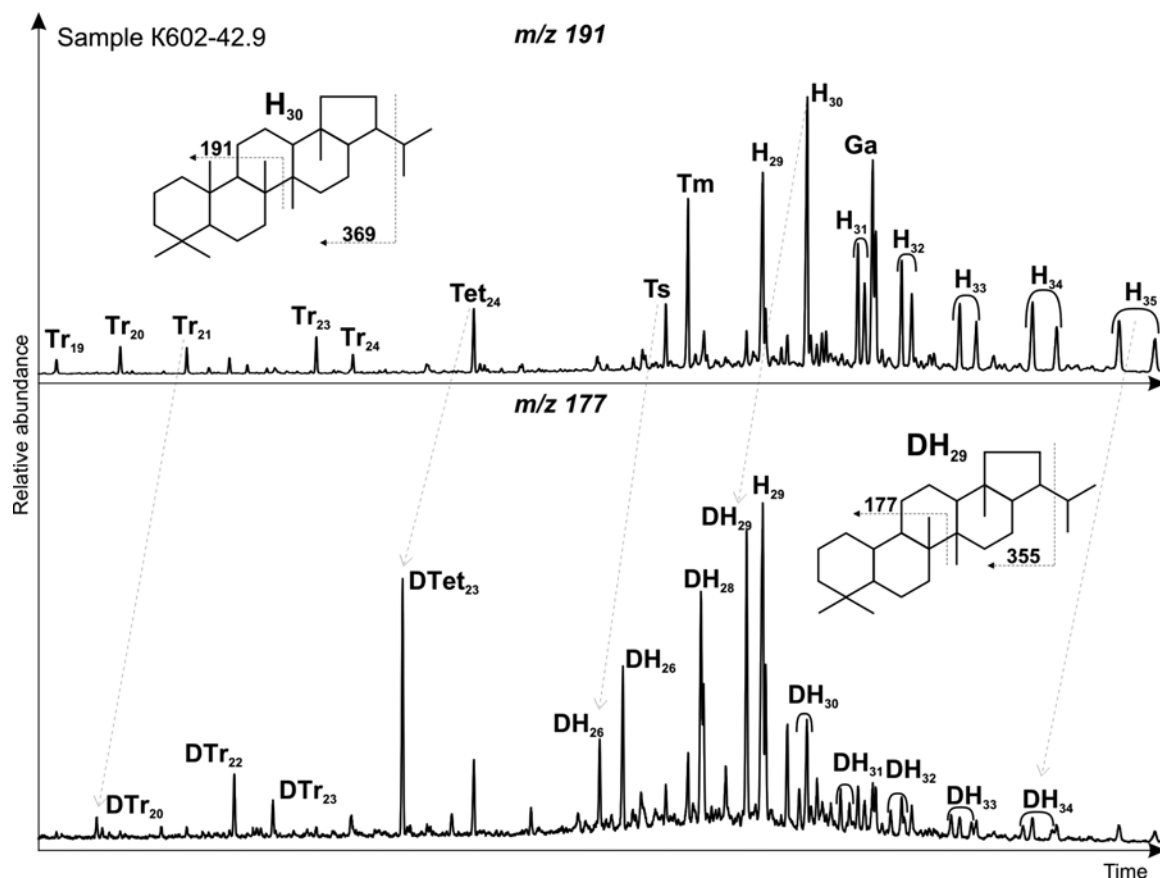 Sample K602-42.9
m/z 191
H₃₀
191
369
Tr₁₉
Tr₂₀
Tr₂₁
Tr₂₃
Tr₂₄
Tet₂₄
Ts
Tm
H₂₉
H₃₀
H₃₁
Ga
H₃₂
H₃₃
H₃₄
H₃₅
Relative abundance
m/z 177
DH₂₉
177
355
DTr₂₀
DTr₂₂
DTr₂₃
DTet₂₃
DH₂₆
DH₂₆
DH₂₈
DH₂₉
H₂₉
DH₃₀
DH₃₁
DH₃₂
DH₃₃
DH₃₄
Time